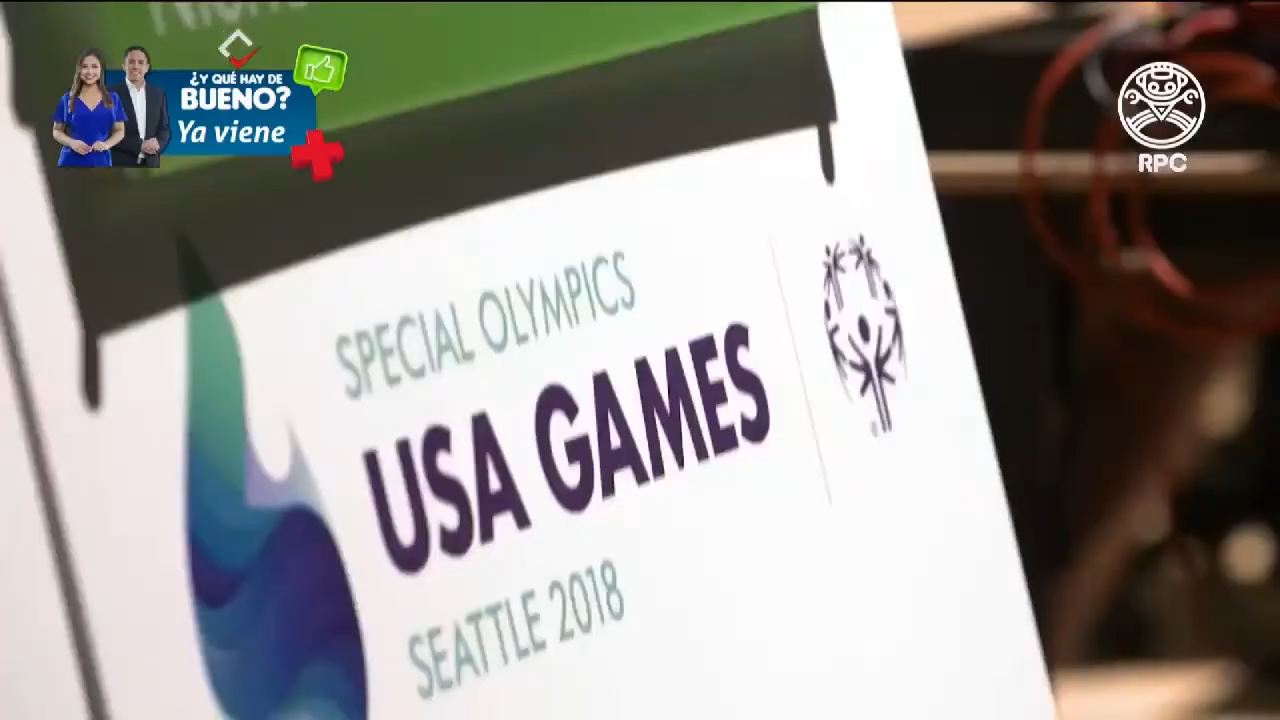 ¿Y QUÉ HAY DE
BUENO?
Ya viene
RPC
SPECIAL OLYMPICS
USA GAMES
SEATTLE 2018